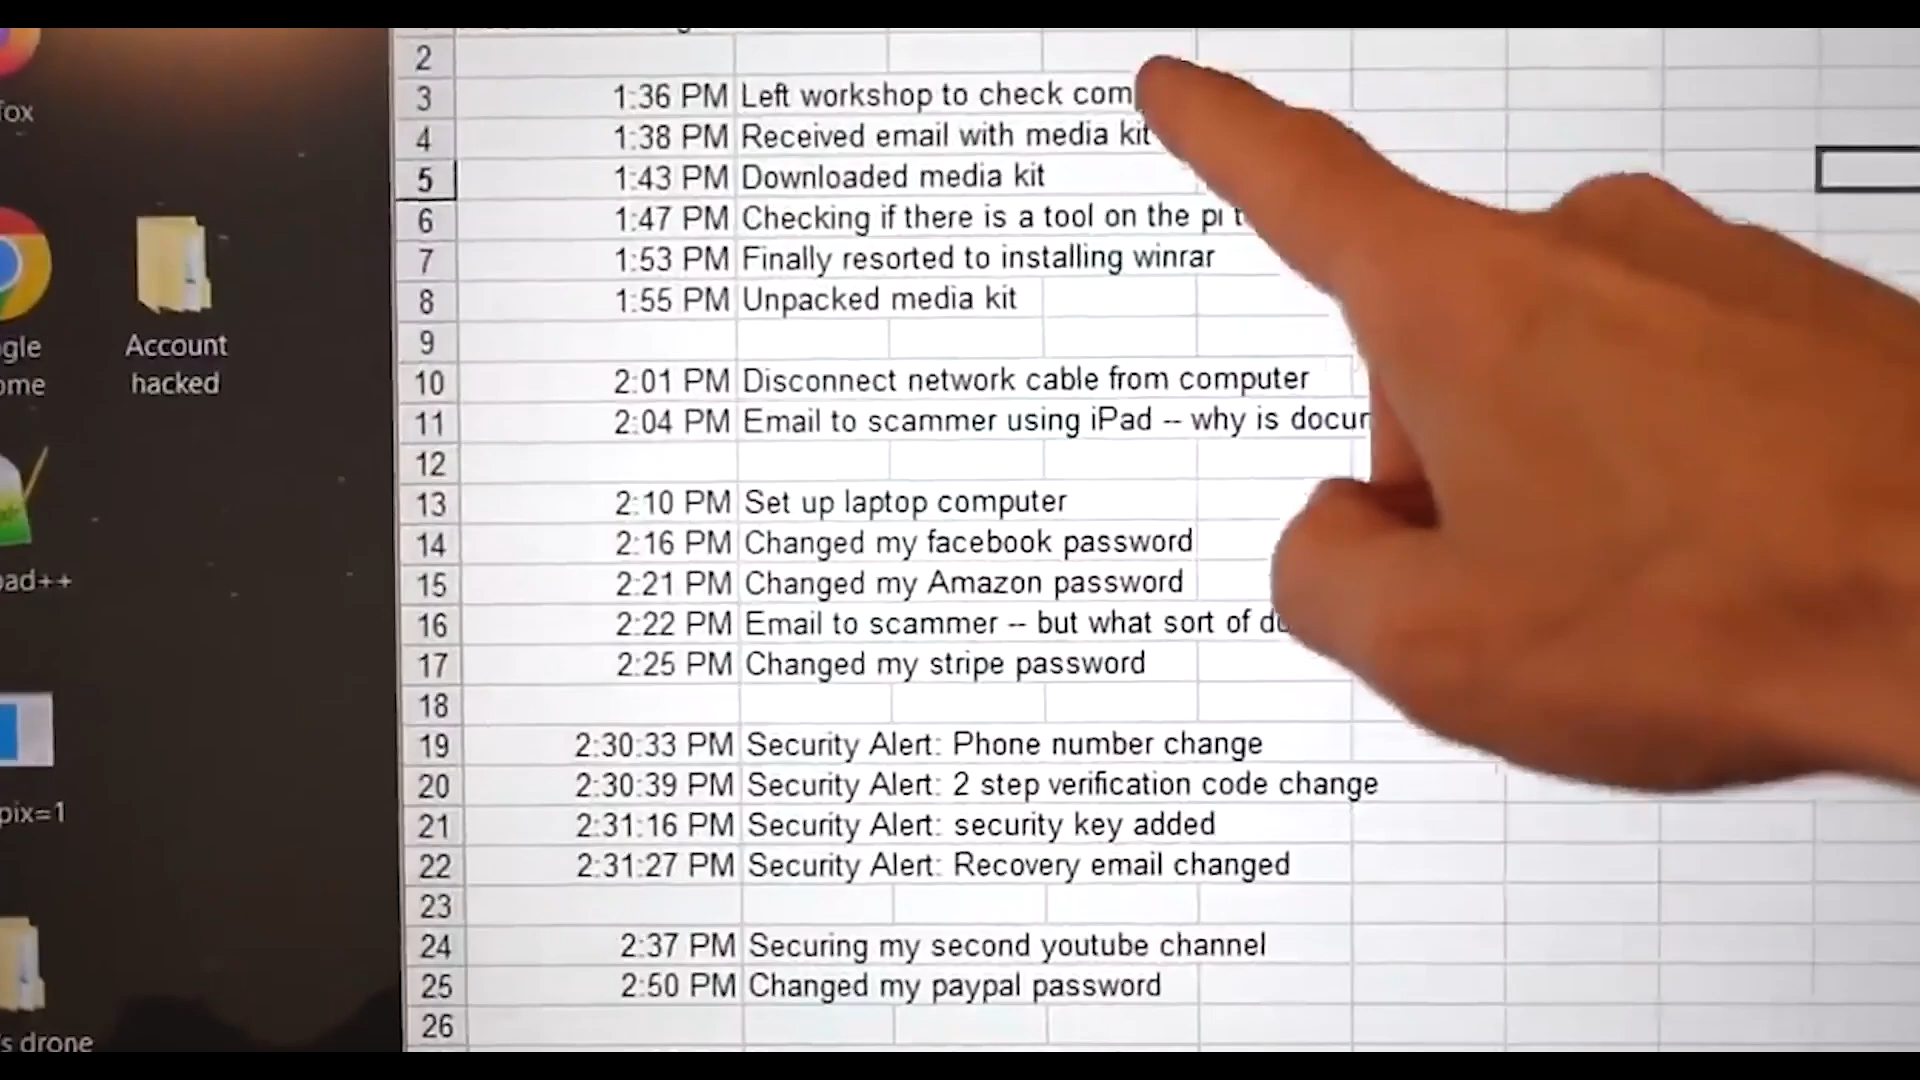 2
3 1:36 PM Left workshop to check com
4 1:38 PM Received email with media kit
5 1:43 PM Downloaded media kit
6 1:47 PM Checking if there is a tool on the pi t
7 1:53 PM Finally resorted to installing winrar
8 1:55 PM Unpacked media kit
9
10 2:01 PM Disconnect network cable from computer
11 2:04 PM Email to scammer using iPad -- why is docur
12
13 2:10 PM Set up laptop computer
14 2:16 PM Changed my facebook password
15 2:21 PM Changed my Amazon password
16 2:22 PM Email to scammer -- but what sort of do
17 2:25 PM Changed my stripe password
18
19 2:30:33 PM Security Alert: Phone number change
20 2:30:39 PM Security Alert: 2 step verification code change
21 2:31:16 PM Security Alert: security key added
22 2:31:27 PM Security Alert: Recovery email changed
23
24 2:37 PM Securing my second youtube channel
25 2:50 PM Changed my paypal password
26
fox
gle
ome
Account
hacked
pad++
pix=1
's drone